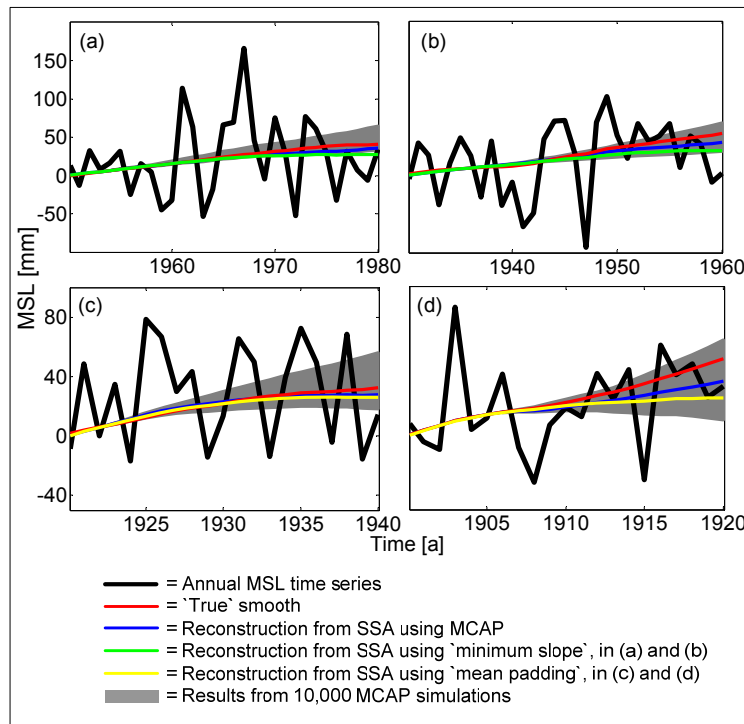 (a)
(b)
150
100
50
0
-50
1960 1970 1980
1940 1950 1960
MSL [mm]
(c)
(d)
80
40
0
-40
1925 1930 1935 1940
1905 1910 1915 1920
Time [a]
= Annual MSL time series
= `True` smooth
= Reconstruction from SSA using MCAP
= Reconstruction from SSA using `minimum slope`, in (a) and (b)
= Reconstruction from SSA using `mean padding`, in (c) and (d)
= Results from 10,000 MCAP simulations